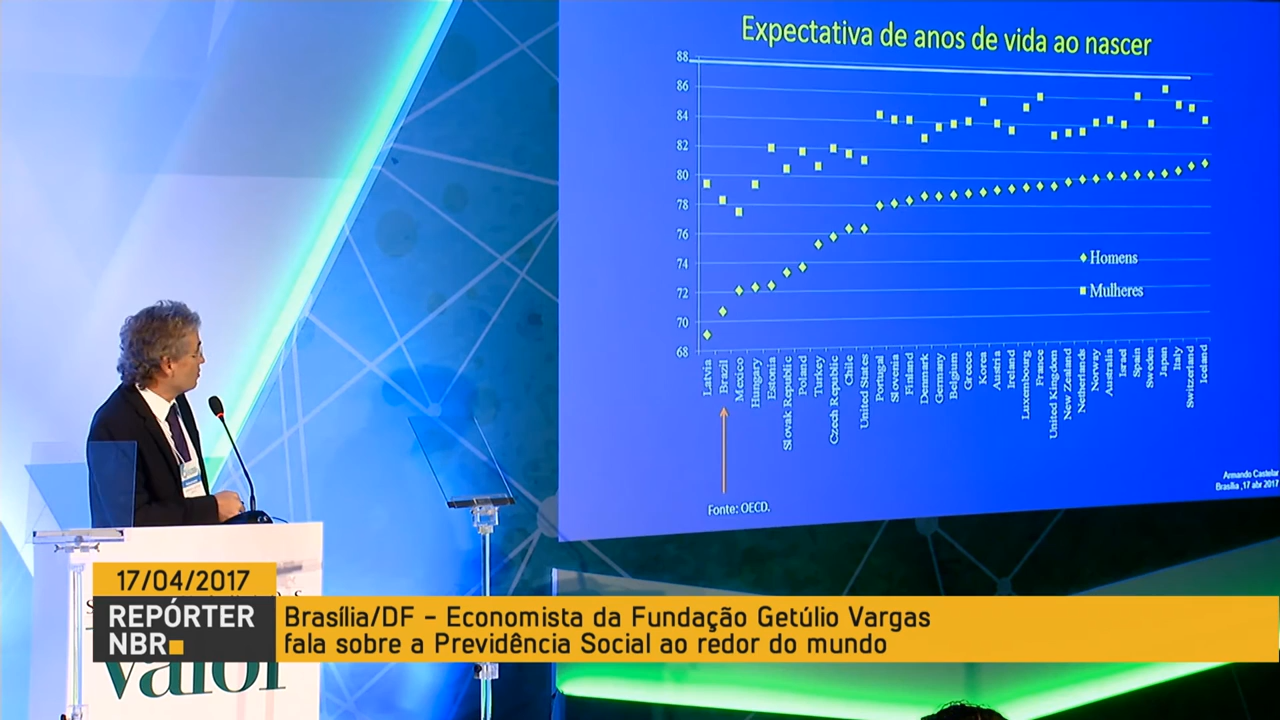 Expectativa de anos de vida ao nascer
88
86
84
82
80
78
76
74
72
70
68
Homens
Mulheres
Latvia
Brazil
Mexico
Hungary
Estonia
Slovak Republic
Poland
Turkey
Czech Republic
Chile
United States
Portugal
Slovenia
Finland
Denmark
Germany
Belgium
Greece
Korea
Austria
Ireland
Luxembourg
France
United Kingdom
New Zealand
Netherlands
Norway
Australia
Israel
Spain
Sweden
Japan
Italy
Switzerland
Iceland
Fonte: OECD.
Armando Castelar
Brasília ,17 abr 2017
17/04/2017
REPÓRTER
NBR
Brasília/DF - Economista da Fundação Getúlio Vargas
fala sobre a Previdência Social ao redor do mundo
valor